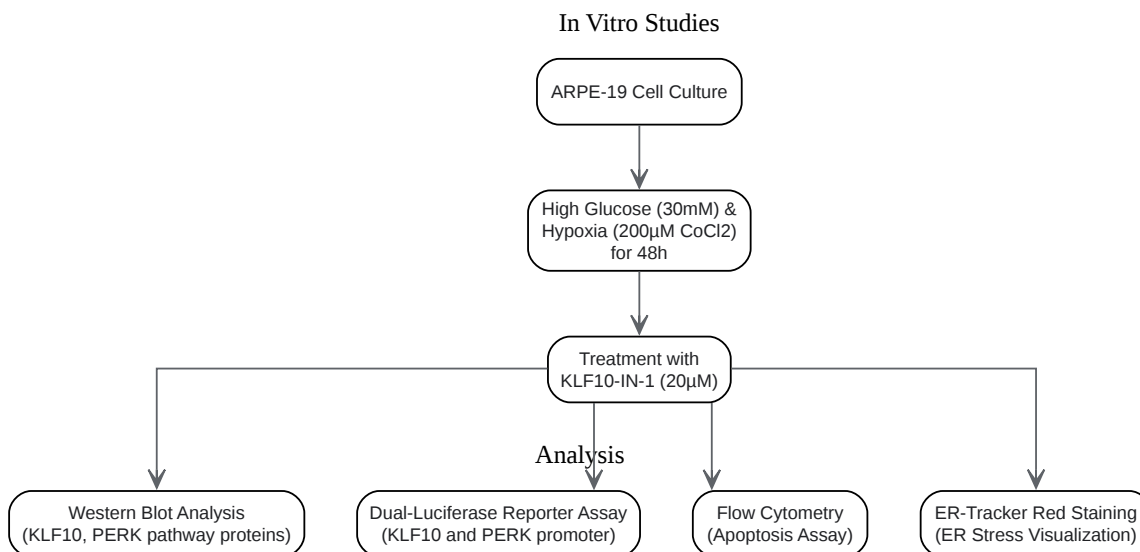 In Vitro Studies
ARPE-19 Cell Culture
High Glucose (30mM) &
Hypoxia (200µM CoCl2)
for 48h
Treatment with
KLF10-IN-1 (20µM)
Analysis
Western Blot Analysis
(KLF10, PERK pathway proteins)
Dual-Luciferase Reporter Assay
(KLF10 and PERK promoter)
Flow Cytometry
(Apoptosis Assay)
ER-Tracker Red Staining
(ER Stress Visualization)